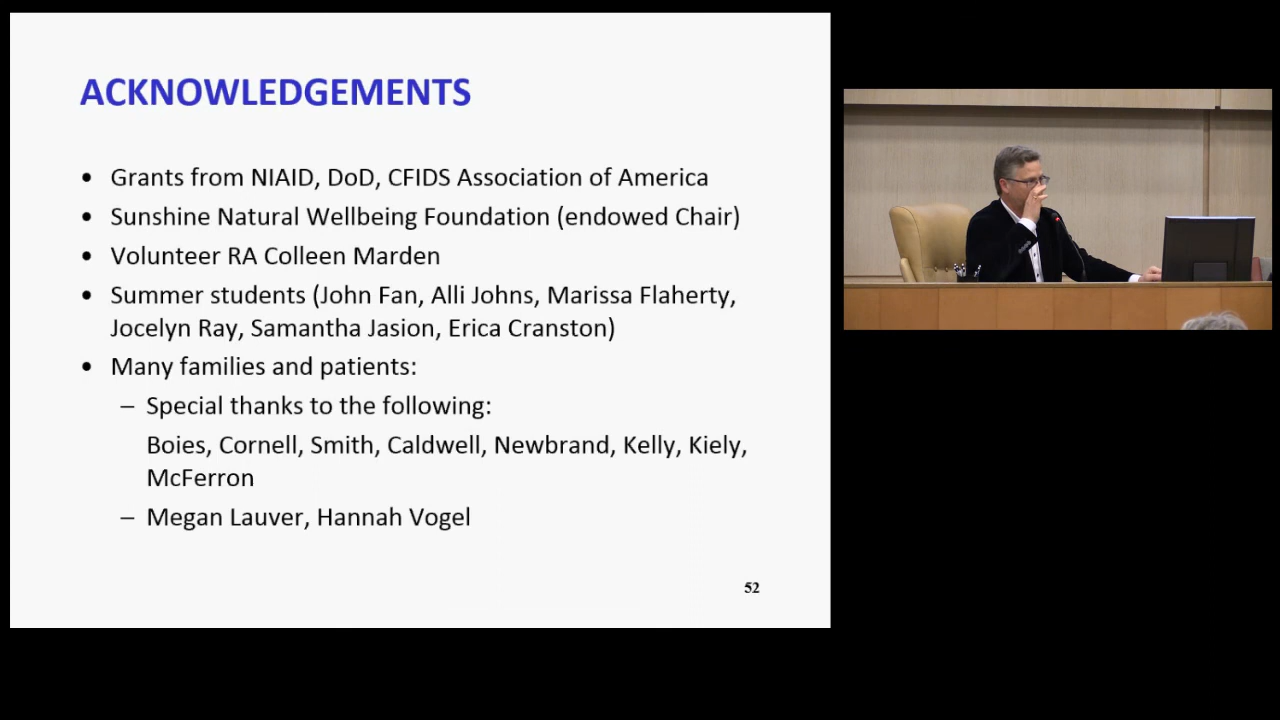 ACKNOWLEDGEMENTS
• Grants from NIAID, DoD, CFIDS Association of America
• Sunshine Natural Wellbeing Foundation (endowed Chair)
• Volunteer RA Colleen Marden
• Summer students (John Fan, Alli Johns, Marissa Flaherty,
Jocelyn Ray, Samantha Jasion, Erica Cranston)
• Many families and patients:
– Special thanks to the following:
Boies, Cornell, Smith, Caldwell, Newbrand, Kelly, Kiely,
McFerron
– Megan Lauver, Hannah Vogel
52